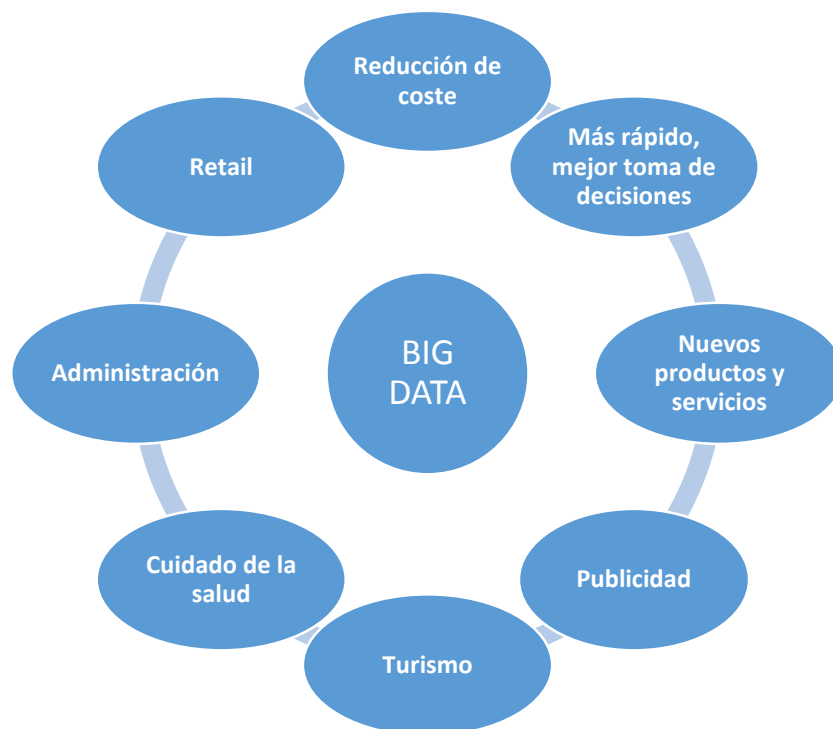 Reducción de
coste
Más rápido,
mejor toma de
decisiones
Nuevos
productos y
servicios
Publicidad
Turismo
Cuidado de la
salud
Administración
Retail
BIG
DATA